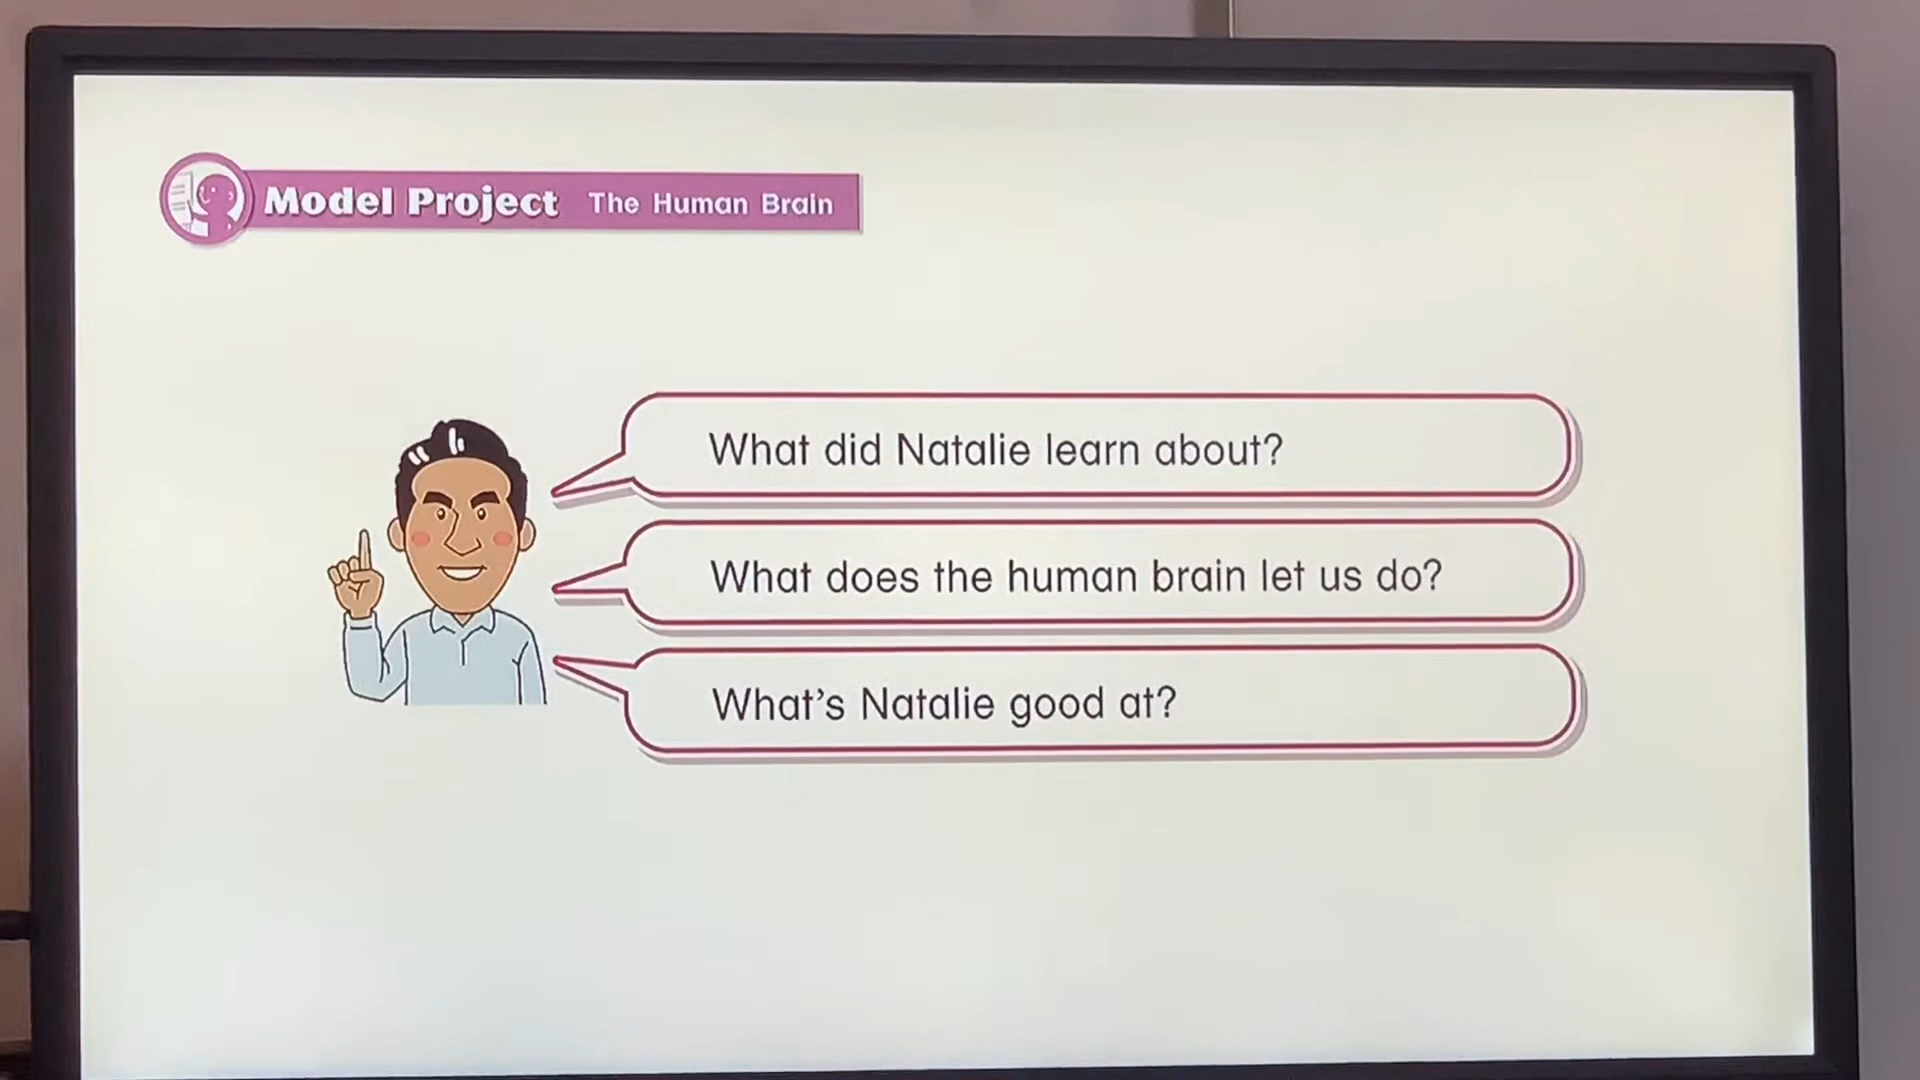 Model Project The Human Brain
What did Natalie learn about?
What does the human brain let us do?
What's Natalie good at?